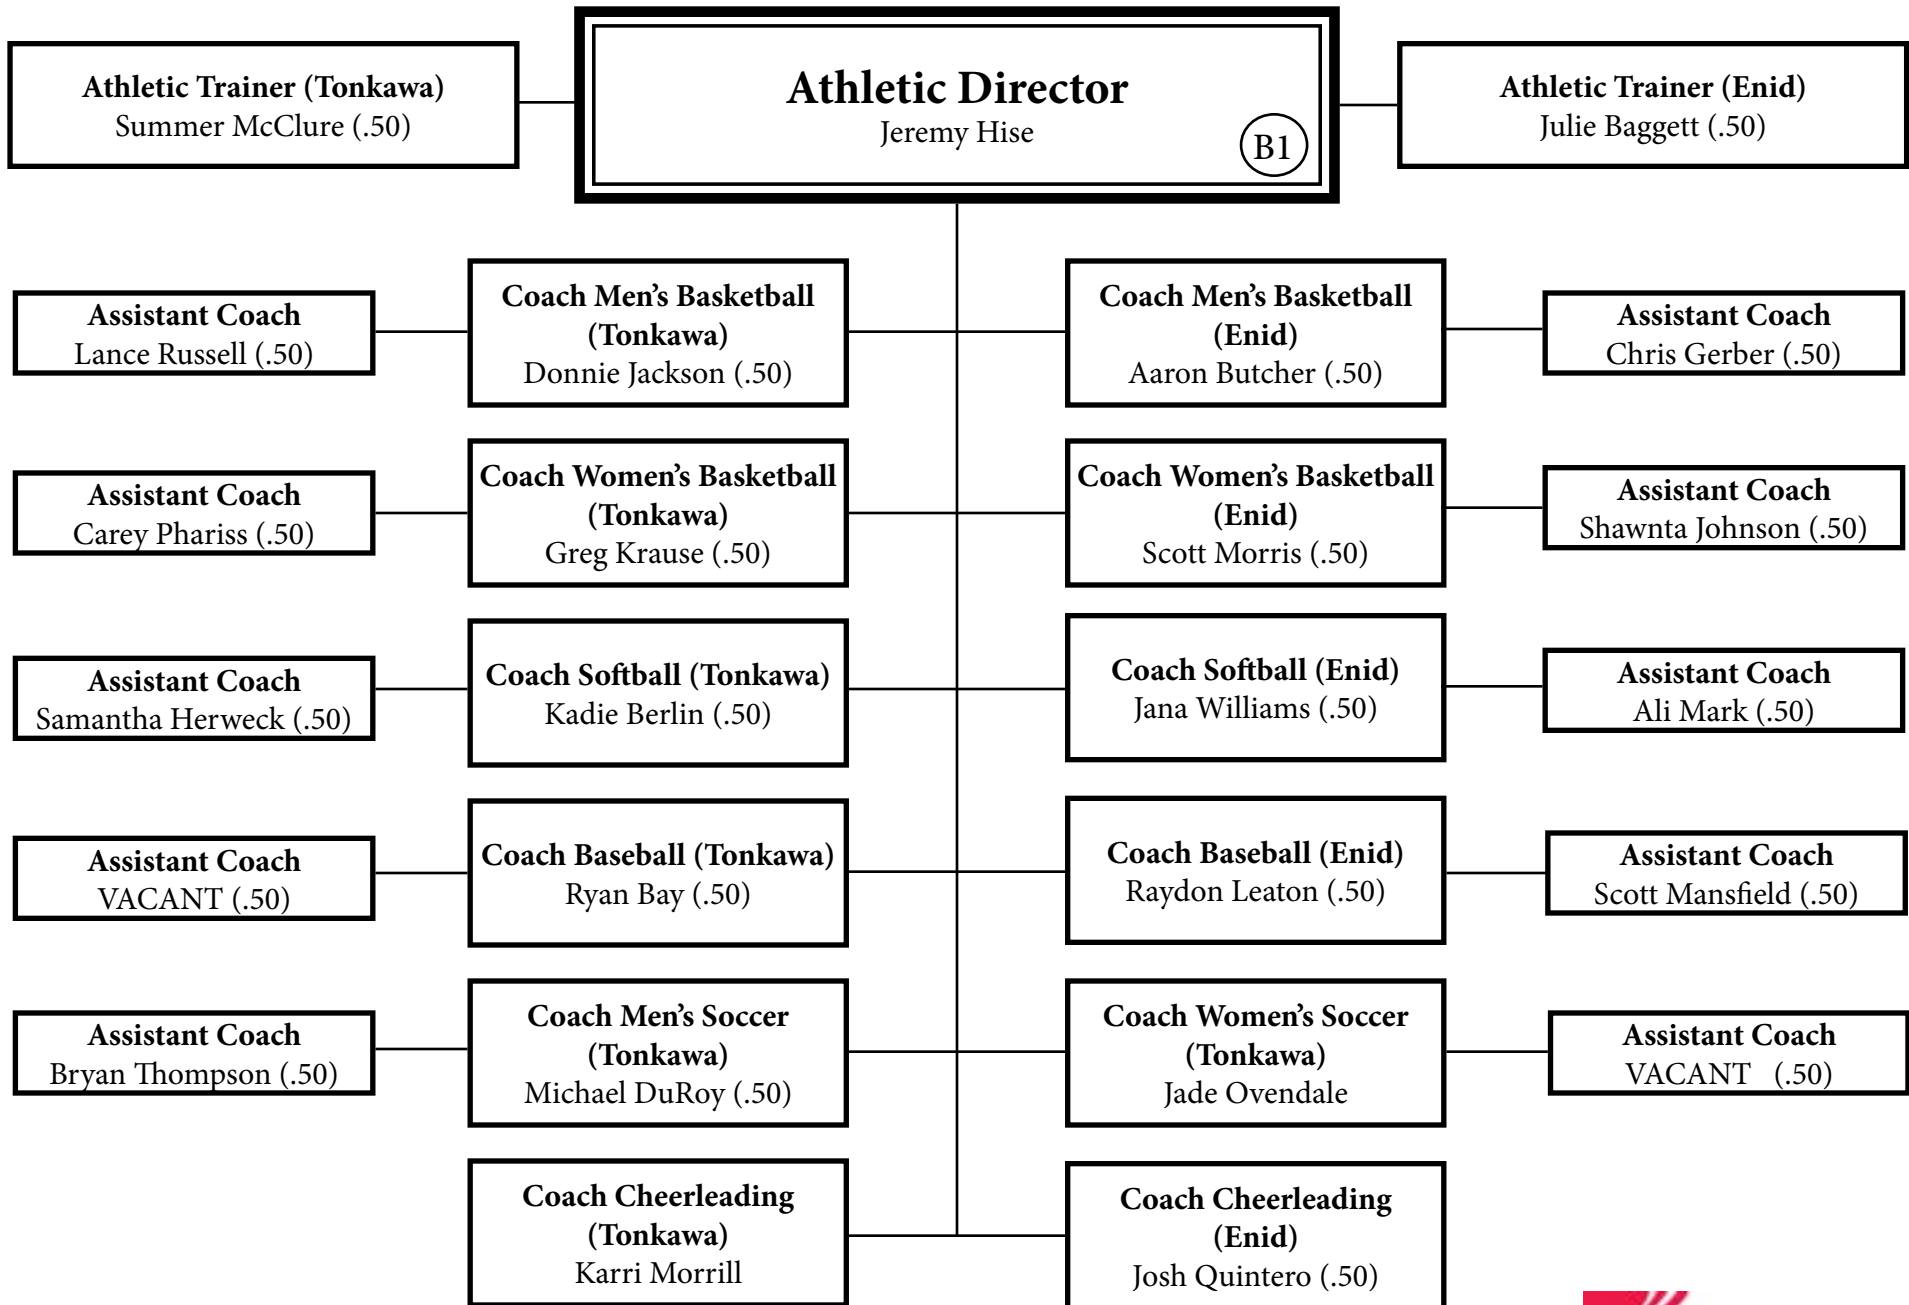 Athletic Trainer (Tonkawa)
Summer McClure (.50)
Athletic Director
Jeremy Hise
B1
Athletic Trainer (Enid)
Julie Baggett (.50)
Assistant Coach
Lance Russell (.50)
Coach Men's Basketball
(Tonkawa)
Donnie Jackson (.50)
Coach Men's Basketball
(Enid)
Aaron Butcher (.50)
Assistant Coach
Chris Gerber (.50)
Assistant Coach
Carey Phariss (.50)
Coach Women's Basketball
(Tonkawa)
Greg Krause (.50)
Coach Women's Basketball
(Enid)
Scott Morris (.50)
Assistant Coach
Shawnta Johnson (.50)
Assistant Coach
Samantha Herweck (.50)
Coach Softball (Tonkawa)
Kadie Berlin (.50)
Coach Softball (Enid)
Jana Williams (.50)
Assistant Coach
Ali Mark (.50)
Assistant Coach
VACANT (.50)
Coach Baseball (Tonkawa)
Ryan Bay (.50)
Coach Baseball (Enid)
Raydon Leaton (.50)
Assistant Coach
Scott Mansfield (.50)
Assistant Coach
Bryan Thompson (.50)
Coach Men's Soccer
(Tonkawa)
Michael DuRoy (.50)
Coach Women's Soccer
(Tonkawa)
Jade Ovendale
Assistant Coach
VACANT (.50)
Coach Cheerleading
(Tonkawa)
Karri Morrill
Coach Cheerleading
(Enid)
Josh Quintero (.50)